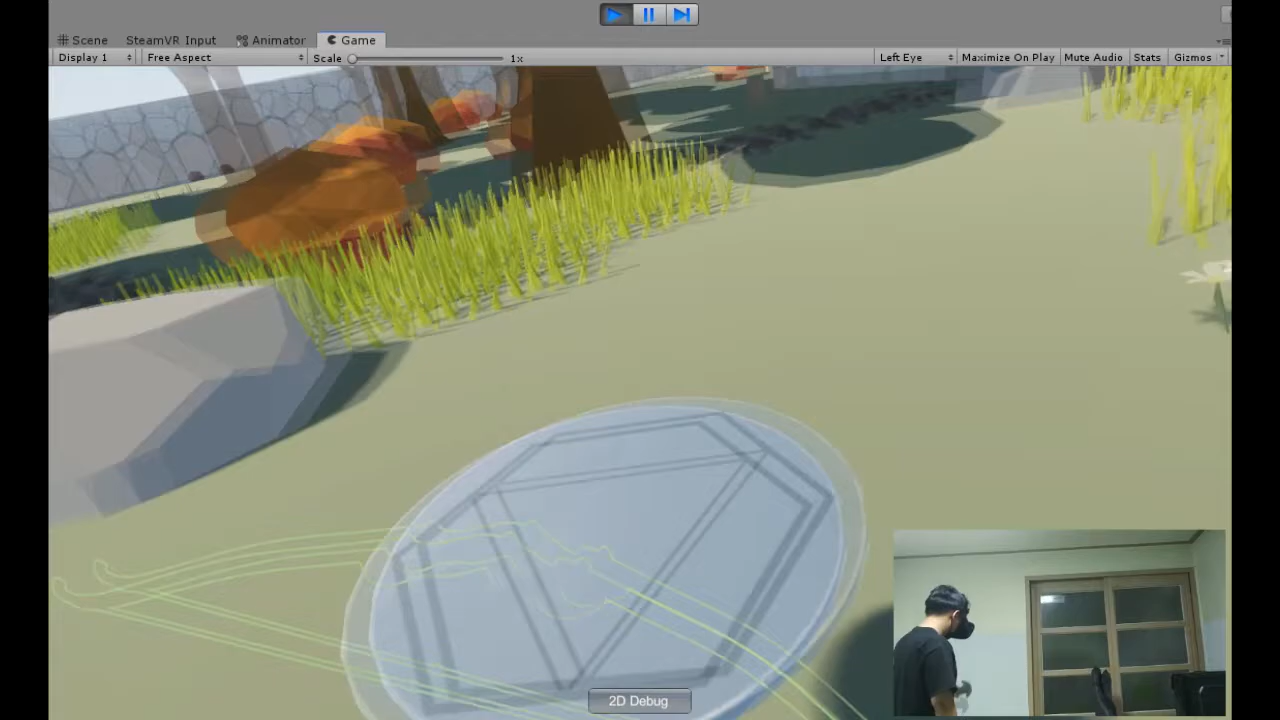 Scene SteamVR Input Animator Game
Display 1 Free Aspect Scale 1x Left Eye Maximize On Play Mute Audio Stats Gizmos
2D Debug